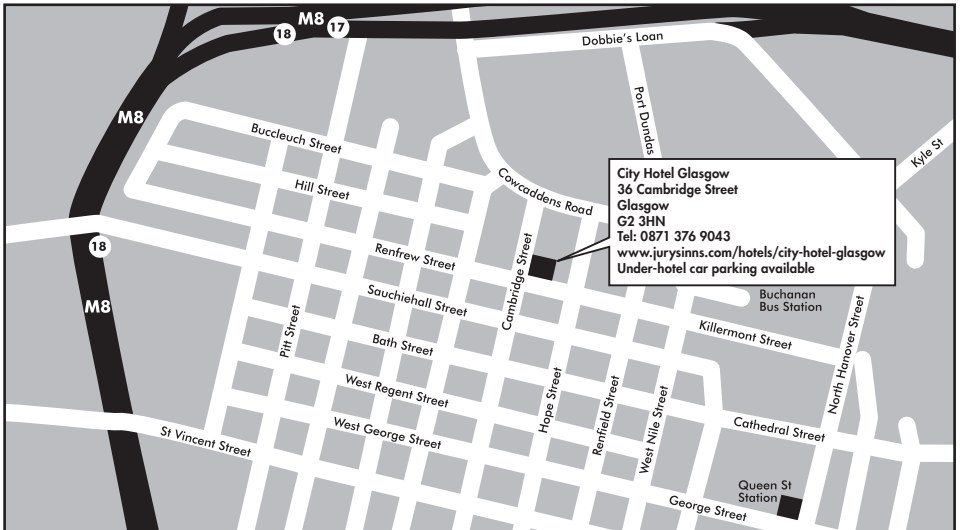 M8
17
18
Dobbie's Loan
M8
Port Dundas
Buccleuch Street
Kyle St
Cowcaddens Road
Hill Street
City Hotel Glasgow
36 Cambridge Street
Glasgow
G2 3HN
Tel: 0871 376 9043
www.jurysinns.com/hotels/city-hotel-glasgow
Under-hotel car parking available
18
Renfrew Street
Cambridge Street
Sauchiehall Street
Buchanan
Bus Station
M8
Killermont Street
North Hanover Street
Pitt Street
Bath Street
West Regent Street
Hope Street
Renfield Street
West Nile Street
Cathedral Street
St Vincent Street
West George Street
Queen St
Station
George Street